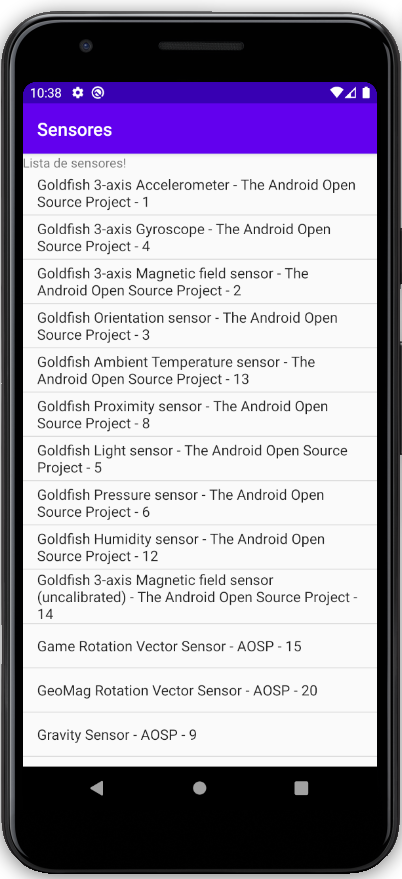 10:38
Sensores
Lista de sensores!
Goldfish 3-axis Accelerometer - The Android Open
Source Project - 1
Goldfish 3-axis Gyroscope - The Android Open
Source Project - 4
Goldfish 3-axis Magnetic field sensor - The
Android Open Source Project - 2
Goldfish Orientation sensor - The Android Open
Source Project - 3
Goldfish Ambient Temperature sensor - The
Android Open Source Project - 13
Goldfish Proximity sensor - The Android Open
Source Project - 8
Goldfish Light sensor - The Android Open Source
Project - 5
Goldfish Pressure sensor - The Android Open
Source Project - 6
Goldfish Humidity sensor - The Android Open
Source Project - 12
Goldfish 3-axis Magnetic field sensor
(uncalibrated) - The Android Open Source Project -
14
Game Rotation Vector Sensor - AOSP - 15
GeoMag Rotation Vector Sensor - AOSP - 20
Gravity Sensor - AOSP - 9